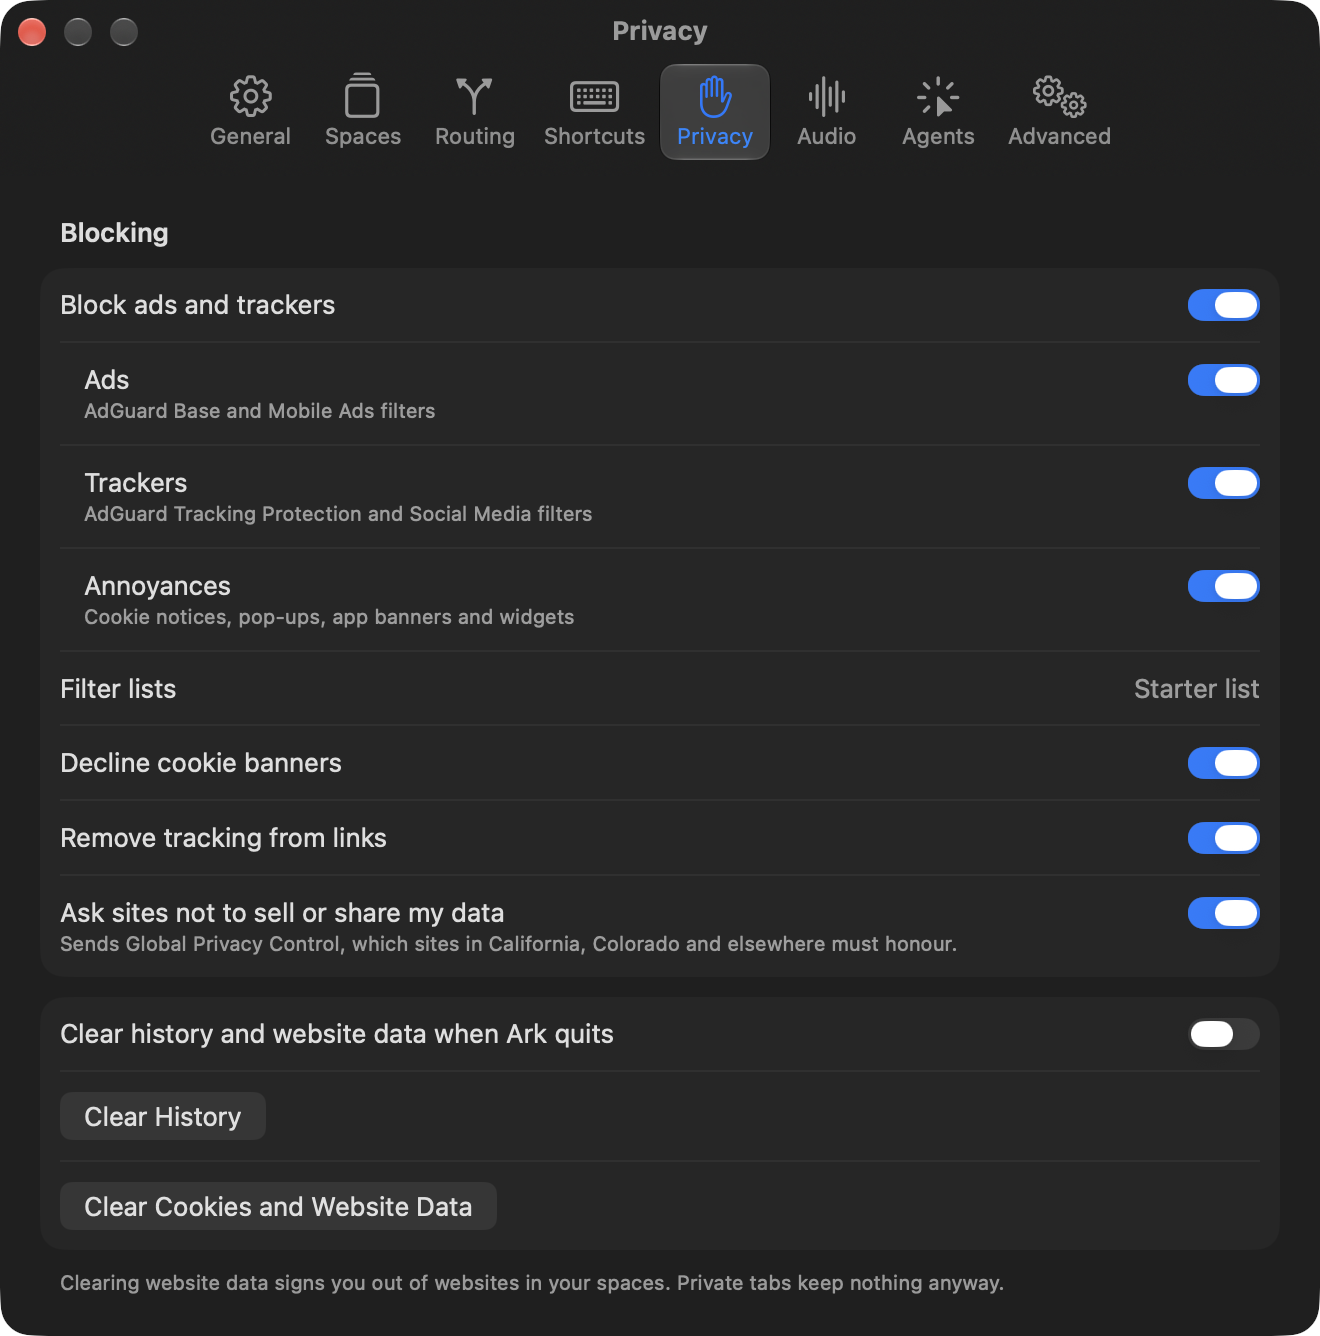 Privacy
General
Spaces
Routing
Shortcuts
Privacy
Audio
Agents
Advanced
Blocking
Block ads and trackers
Ads
AdGuard Base and Mobile Ads filters
Trackers
AdGuard Tracking Protection and Social Media filters
Annoyances
Cookie notices, pop-ups, app banners and widgets
Filter lists
Starter list
Decline cookie banners
Remove tracking from links
Ask sites not to sell or share my data
Sends Global Privacy Control, which sites in California, Colorado and elsewhere must honour.
Clear history and website data when Ark quits
Clear History
Clear Cookies and Website Data
Clearing website data signs you out of websites in your spaces. Private tabs keep nothing anyway.